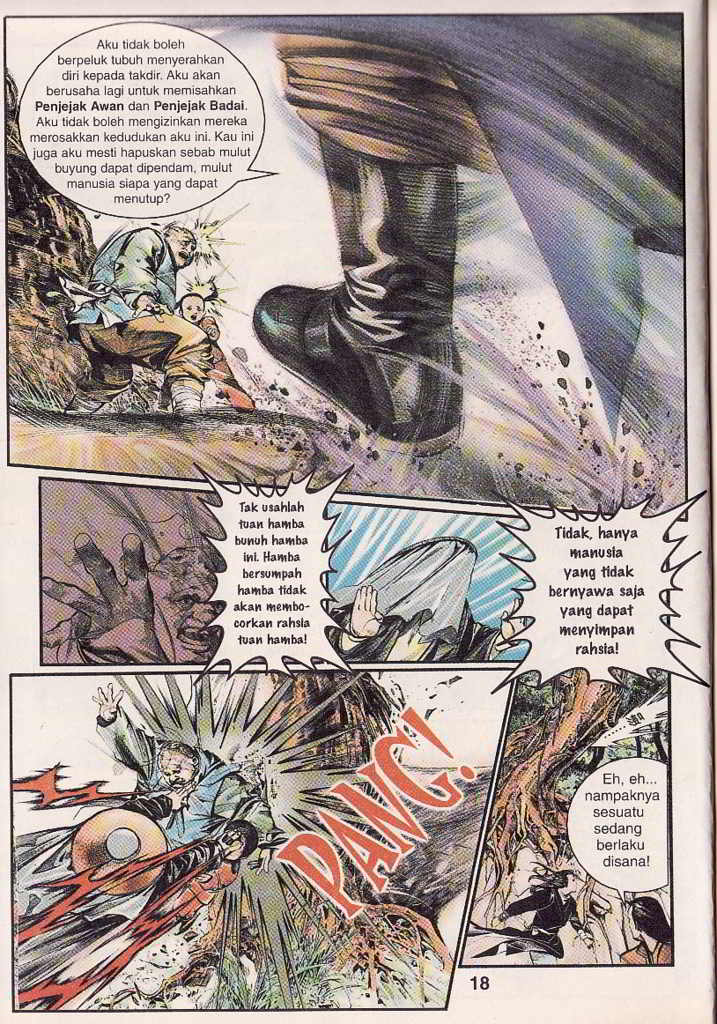 Aku tidak boleh
berpeluk tubuh menyerahkan
diri kepada takdir. Aku akan
berusaha lagi untuk memisahkan
Penjejak Awan dan Penjejak Badai.
Aku tidak boleh mengizinkan mereka
merosakkan kedudukan aku ini. Kau ini
juga aku mesti hapuskan sebab mulut
buyung dapat dipendam, mulut
manusia siapa yang dapat
menutup?
Tak usahlah
tuan hamba
bunuh hamba
ini. Hamba
bersumpah
hamba tidak
akan membo-
corkan rahsia
tuan hamba!
Tidak, hanya
manusia
yang tidak
bernyawa saja
yang dapat
menyimpan
rahsia!
PANG!
Eh, eh...
nampaknya
sesuatu
sedang
berlaku
disana!
18